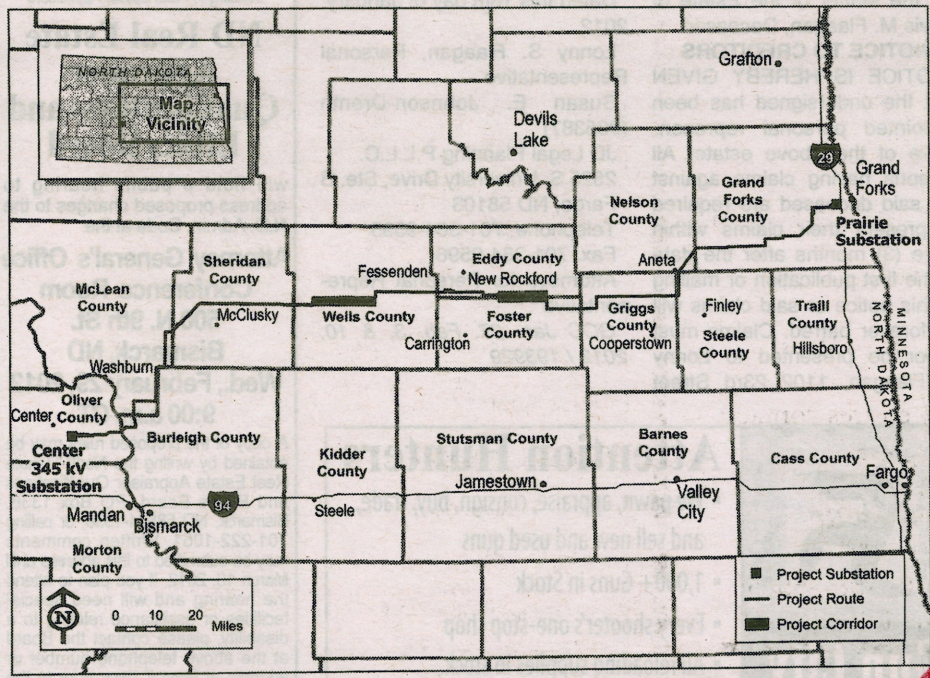 NORTH DAKOTA
Map
Vicinity
Grafton
Devils
Lake
29
Grand
Forks
Nelson
County
Grand
Forks
County
Prairie
Substation
Sheridan
County
Fessenden
Eddy County
New Rockford
Aneta
McLean
County
McClusky
Wells County
Foster
County
Carrington
Griggs
County
Cooperstown
Finley
Steele
County
Traill
County
Hillsboro
MINNESOTA
NORTH DAKOTA
Washburn
Oliver
County
Center
Center
345 kV
Substation
Burleigh County
Kidder
County
Stutsman County
Barnes
County
Cass County
Jamestown
Fargo
Valley
City
94
Steele
Mandan
Bismarck
Morton
County
N
0 10 20
Miles
Project Substation
Project Route
Project Corridor